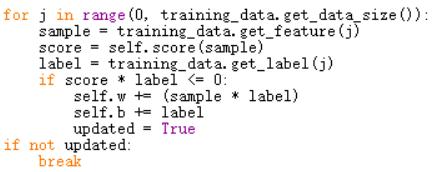 for j in range(0, training_data.get_data_size()):
    sample = training_data.get_feature(j)
    score = self.score(sample)
    label = training_data.get_label(j)
    if score * label <= 0:
        self.w += (sample * label)
        self.b += label
        updated = True
if not updated:
    break